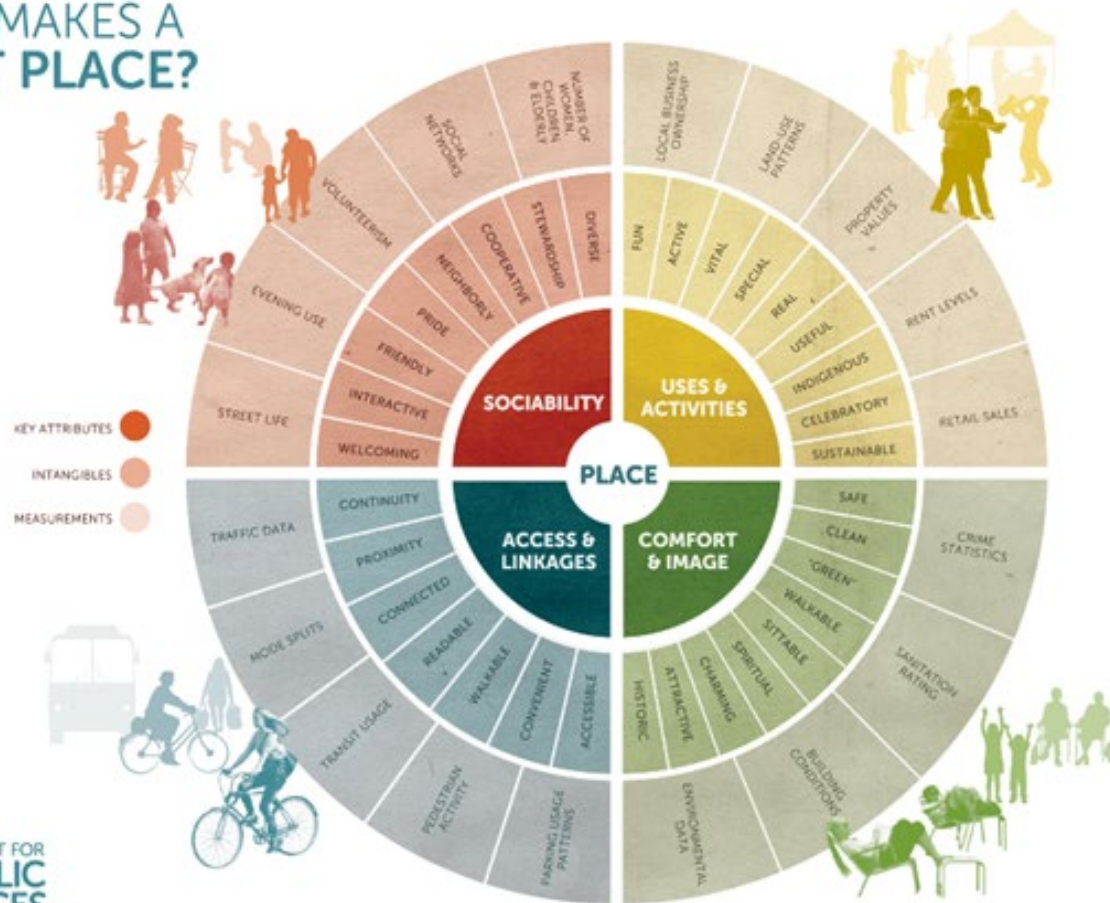 MAKES A
PLACE?
NUMBER OF
WOMEN,
CHILDREN
& ELDERLY
SOCIAL
NETWORKS
VOLUNTEERISM
EVENING USE
STREET LIFE
LOCAL BUSINESS
OWNERSHIP
LAND-USE
PATTERNS
PROPERTY
VALUES
RENT LEVELS
RETAIL SALES
DIVERSE
STEWARDSHIP
COOPERATIVE
NEIGHBORLY
PRIDE
FRIENDLY
INTERACTIVE
WELCOMING
FUN
ACTIVE
VITAL
SPECIAL
REAL
USEFUL
INDIGENOUS
CELEBRATORY
SUSTAINABLE
SOCIABILITY
USES &
ACTIVITIES
PLACE
ACCESS &
LINKAGES
COMFORT
& IMAGE
KEY ATTRIBUTES
INTANGIBLES
MEASUREMENTS
CONTINUITY
PROXIMITY
CONNECTED
READABLE
WALKABLE
CONVENIENT
ACCESSIBLE
SAFE
CLEAN
"GREEN"
WALKABLE
SITTABLE
SPIRITUAL
CHARMING
ATTRACTIVE
HISTORIC
TRAFFIC DATA
MODE SPLITS
TRANSIT USAGE
PEDESTRIAN
ACTIVITY
PARKING USAGE
PATTERNS
CRIME
STATISTICS
SANITATION
RATING
BUILDING
CONDITIONS
ENVIRONMENTAL
DATA
T FOR
LIC
CES